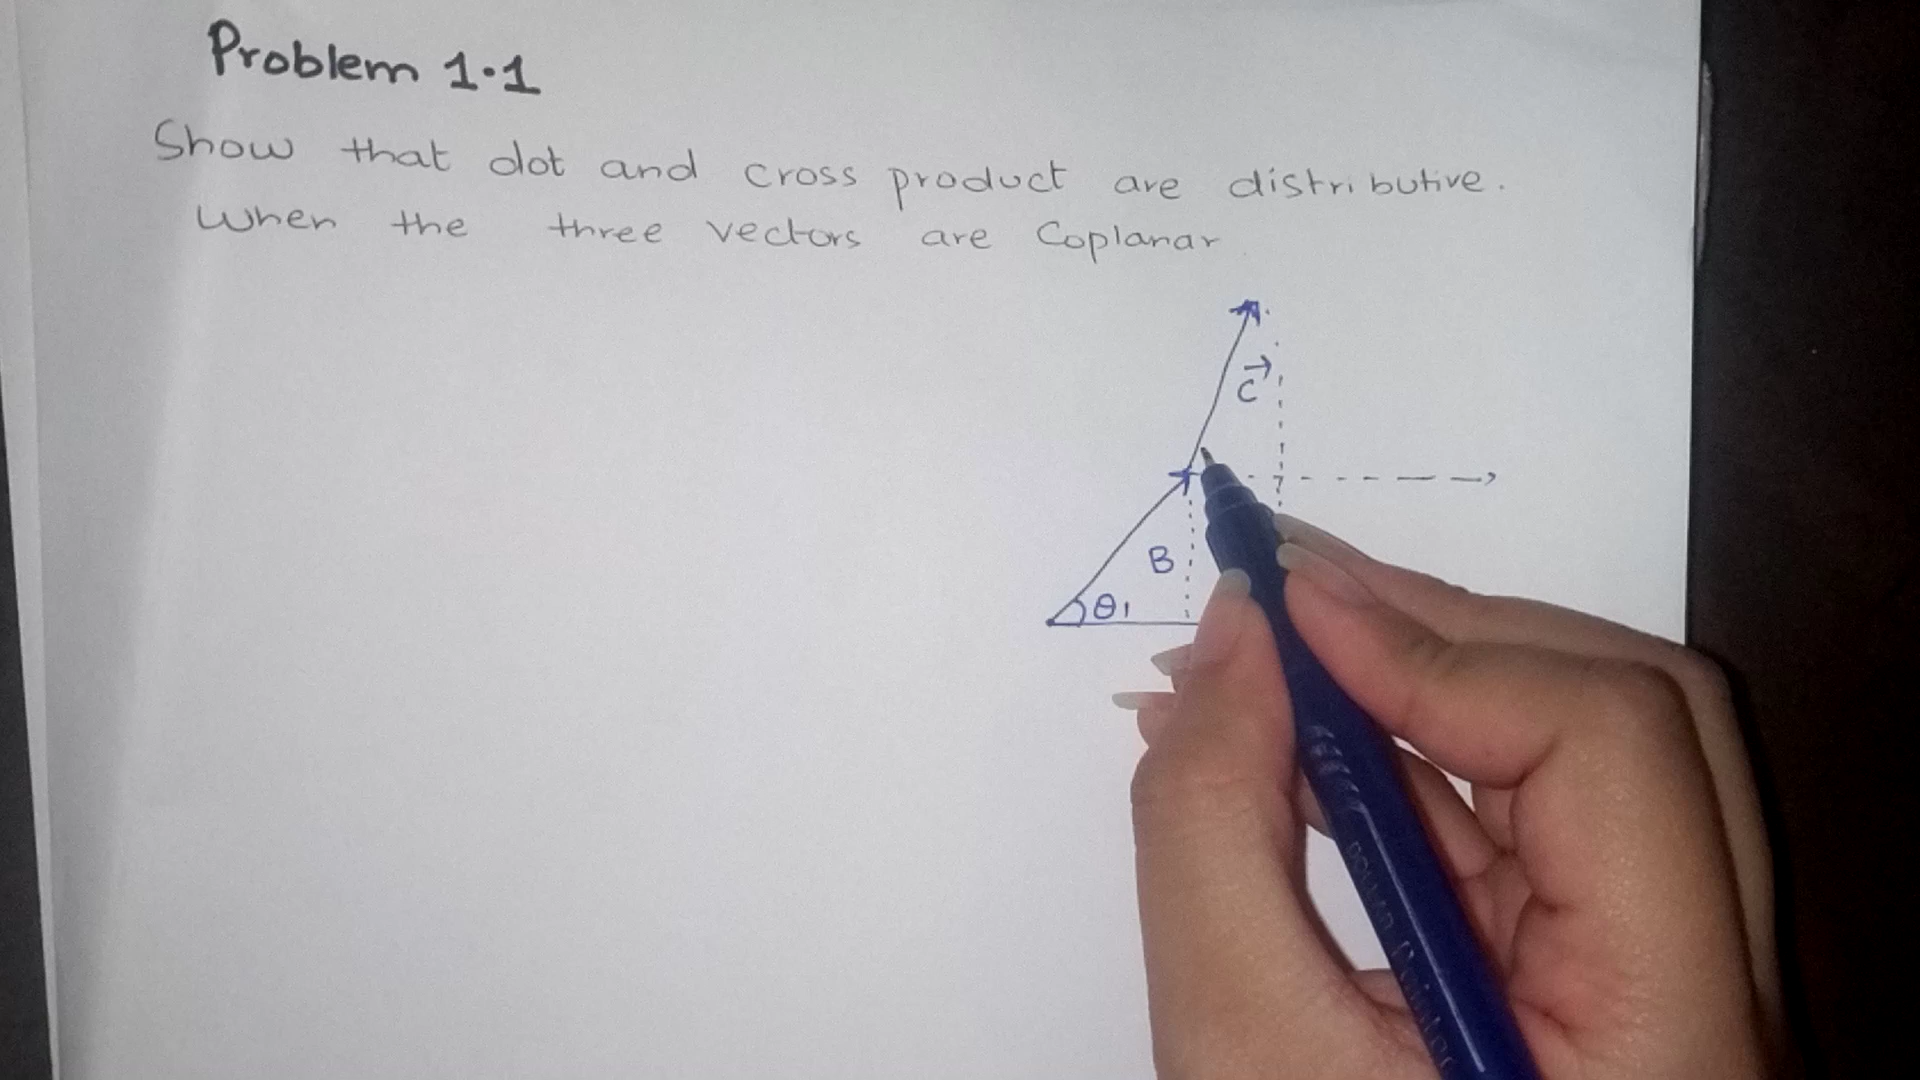 Problem 1.1
Show that dot and cross product are distributive.
When the three vectors are Coplanar
C
B
θ1